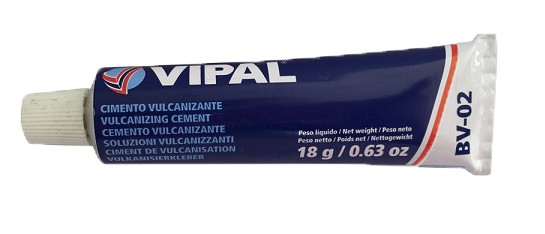 VIPAL®
CIMENTO VULCANIZANTE
VULCANIZING CEMENT
CEMENTO VULCANIZANTE
SOLUZIONI VULCANIZZANTI
CIMENT DE VULCANISATION
VULKANISIERKLEBER
Peso líquido / Net weight / Peso neto
Peso netto / Poids net / Nettogewicht
18 g / 0.63 oz
BV-02